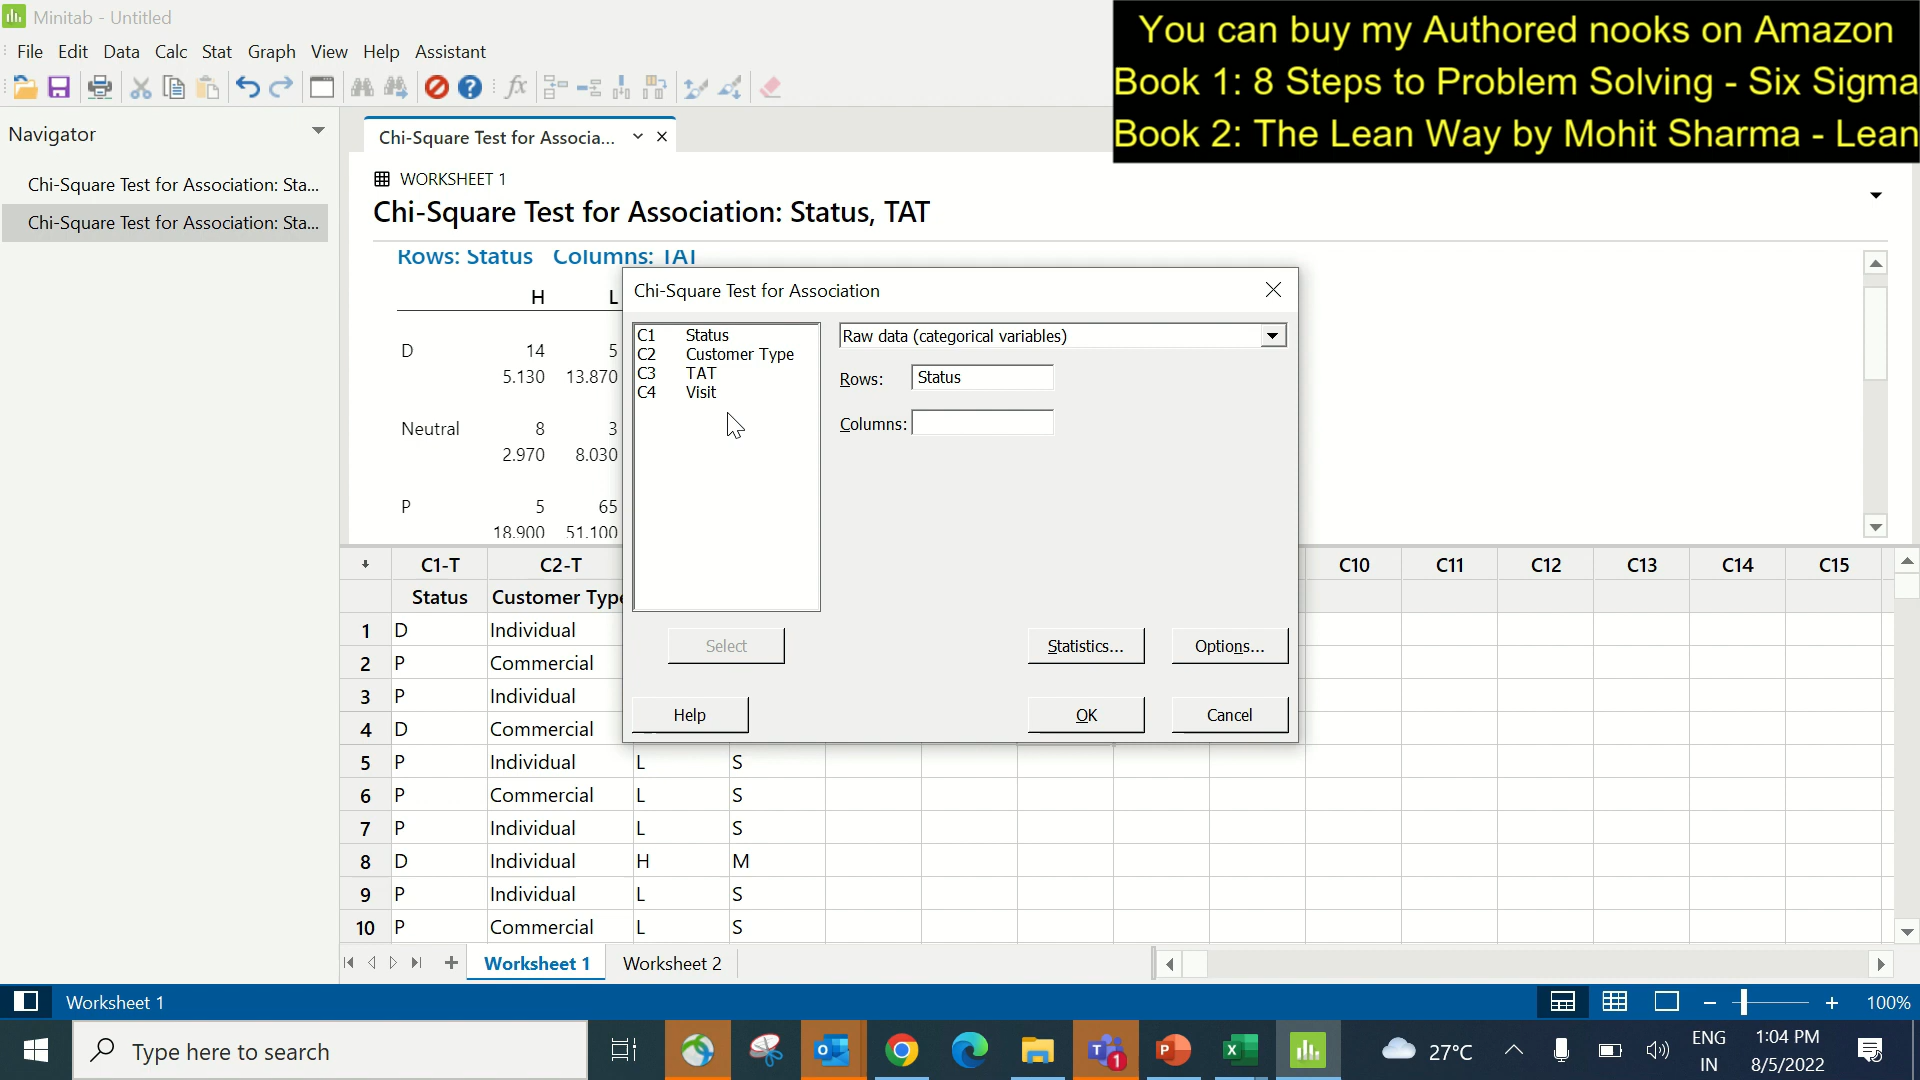 Minitab - Untitled
You can buy my Authored nooks on Amazon
Book 1: 8 Steps to Problem Solving - Six Sigma
Book 2: The Lean Way by Mohit Sharma - Lean
File Edit Data Calc Stat Graph View Help Assistant
Navigator
Chi-Square Test for Association: Sta...
Chi-Square Test for Association: Sta...
Chi-Square Test for Associa...
WORKSHEET 1
Chi-Square Test for Association: Status, TAT
Rows: Status Columns: TAT
H L
D 14 5
5.130 13.870
Neutral 8 3
2.970 8.030
P 5 65
18.900 51.100
Chi-Square Test for Association
C1 Status
C2 Customer Type
C3 TAT
C4 Visit
Raw data (categorical variables)
Rows: Status
Columns:
Select
Statistics...
Options...
Help
OK
Cancel
C1-T C2-T C10 C11 C12 C13 C14 C15
Status Customer Type
1 D Individual
2 P Commercial
3 P Individual
4 D Commercial
5 P Individual L S
6 P Commercial L S
7 P Individual L S
8 D Individual H M
9 P Individual L S
10 P Commercial L S
Worksheet 1 Worksheet 2
Worksheet 1
100%
Type here to search
1
27°C
ENG
IN
1:04 PM
8/5/2022